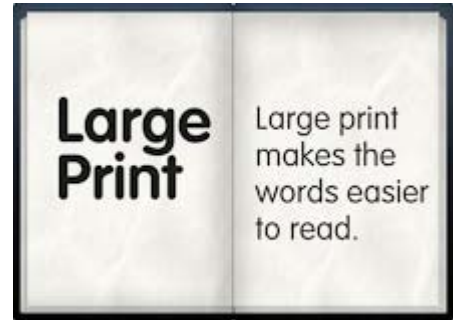 Large
Print
Large print
makes the
words easier
to read.